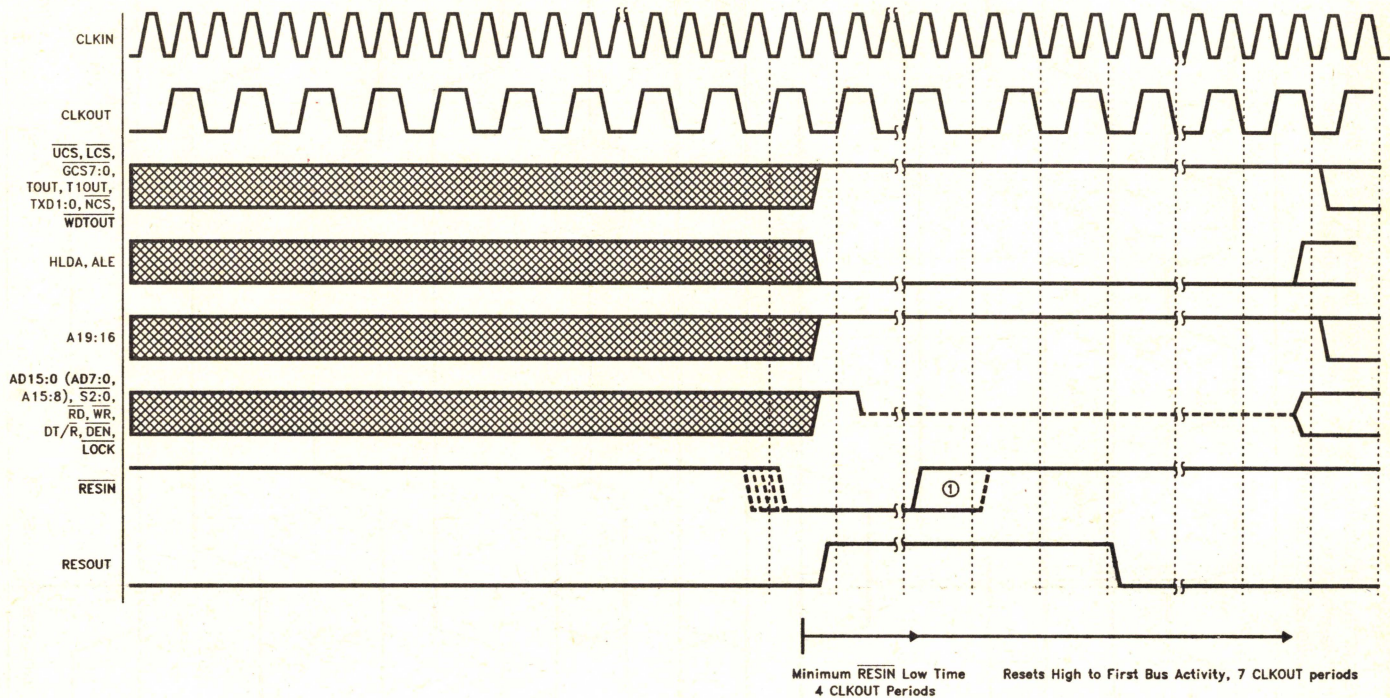 CLKIN
CLKOUT
UCS, LCS,
GCS7:0,
TOUT, T1OUT,
TXD1:0, NCS,
WDTOUT
HLDA, ALE
A19:16
AD15:0 (AD7:0,
A15:8), S2:0,
RD, WR,
DT/R, DEN,
LOCK
RESIN
①
RESOUT
Minimum RESIN Low Time
4 CLKOUT Periods
Resets High to First Bus Activity, 7 CLKOUT periods